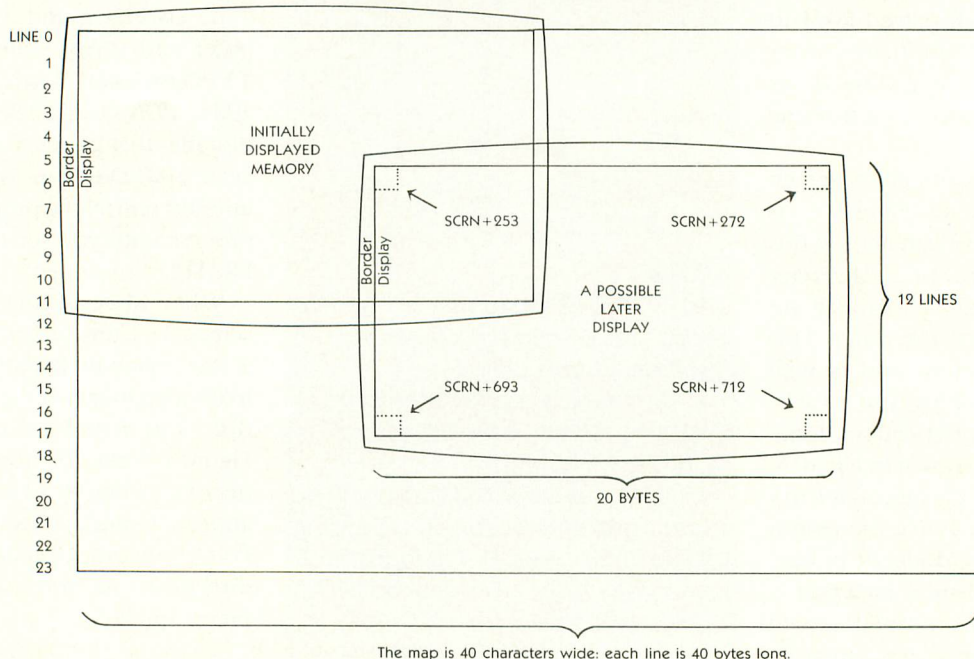 LINE 0
1
2
3
4
5
6
7
8
9
10
11
12
13
14
15
16
17
18
19
20
21
22
23
Border
Display
INITIALLY
DISPLAYED
MEMORY
SCRN+253
SCRN+272
Border
Display
A POSSIBLE
LATER
DISPLAY
12 LINES
SCRN+693
SCRN+712
20 BYTES
The map is 40 characters wide; each line is 40 bytes long.